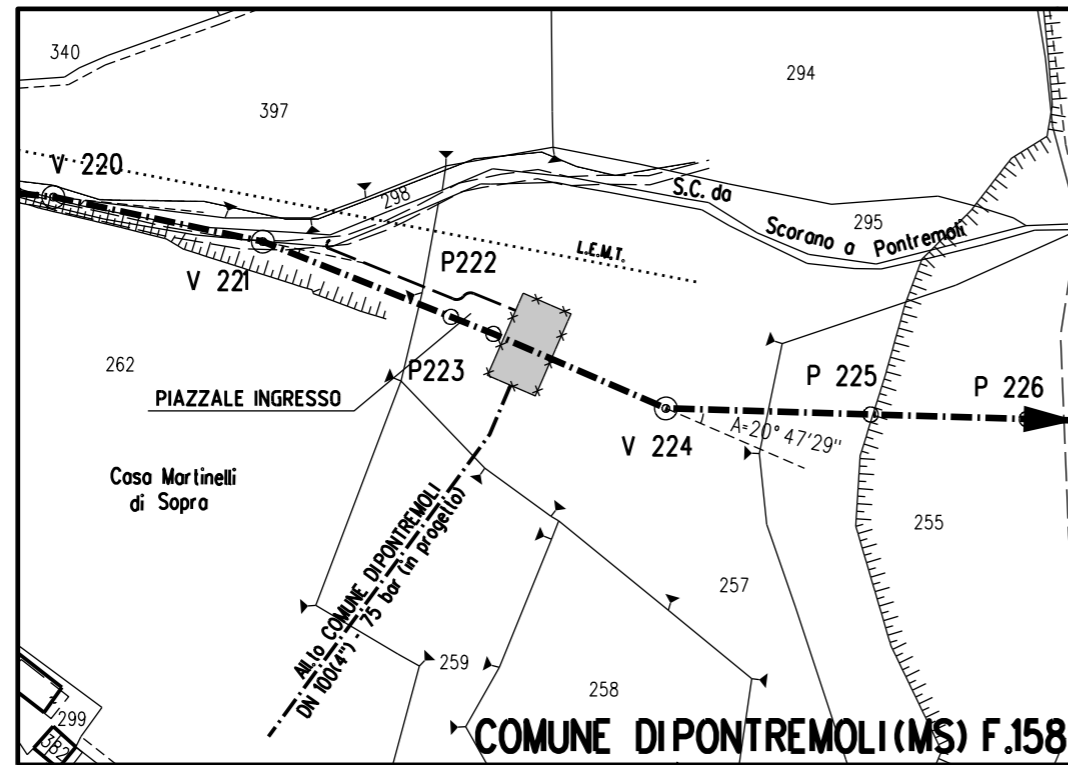 340
294
397
V 220
298
S.C. da
Scorano a Pontremoli
295
L.E.M.T.
V 221
P222
262
P223
P 225
P 226
PIAZZALE INGRESSO
V 224
A=20° 47'29"
Casa Martinelli
di Sopra
255
All.to COMUNE DI PONTREMOLI
DN 100(4") - 75 bar (in progetto)
257
259
258
299
382
COMUNE DI PONTREMOLI (MS) F.158